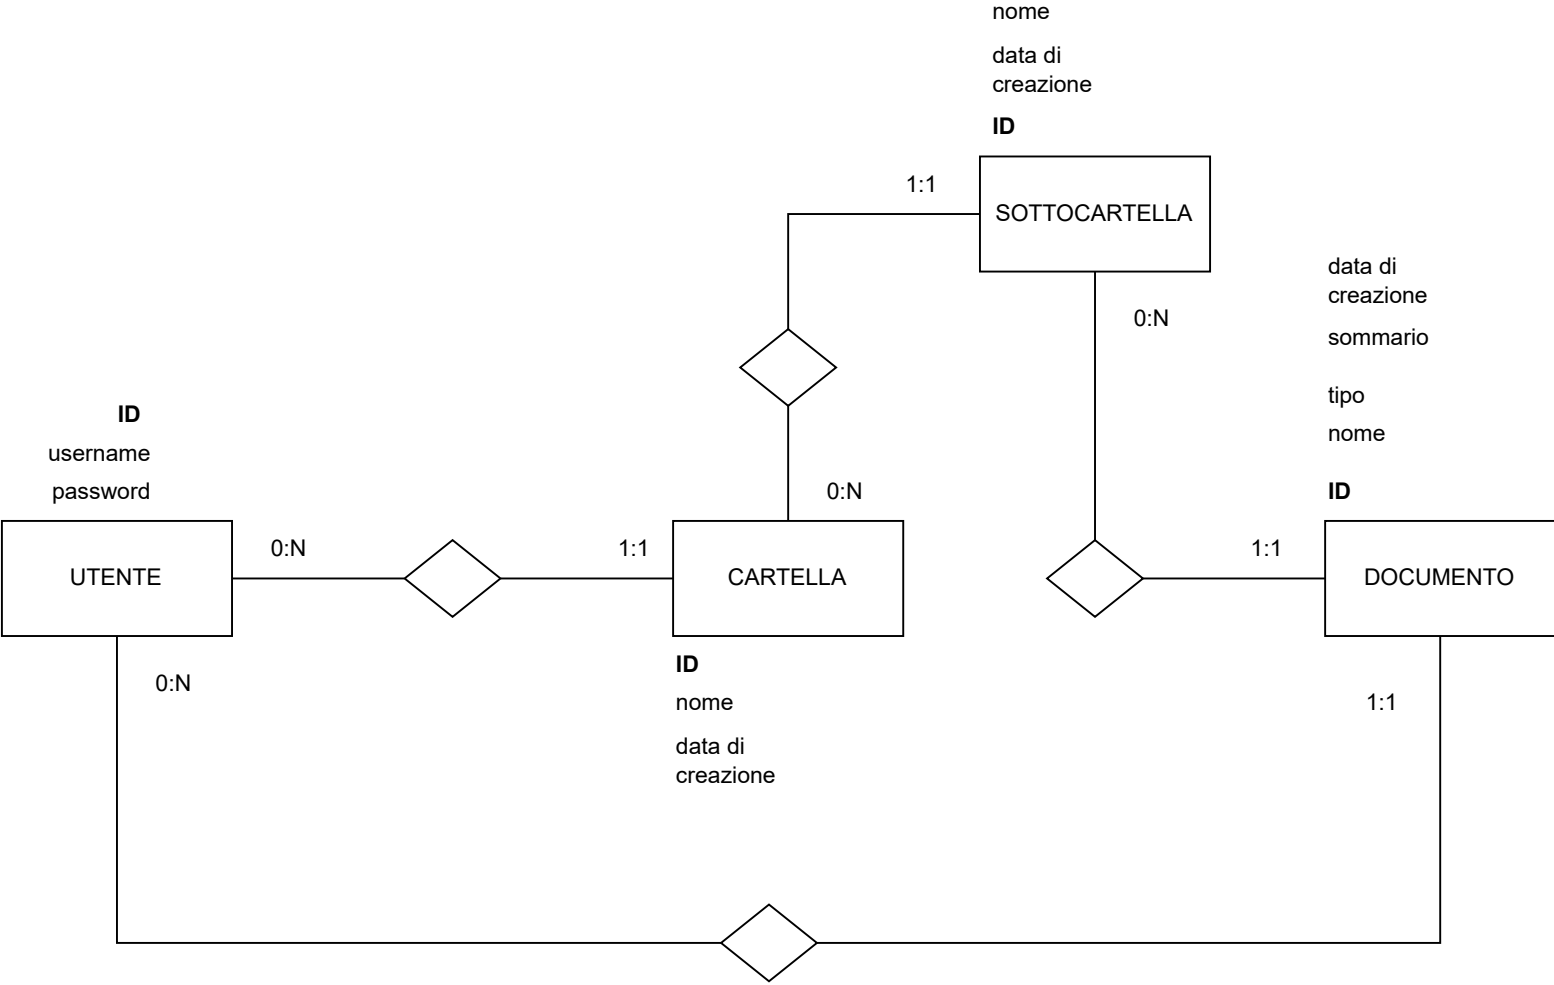 nome
data di
creazione
ID
1:1
SOTTOCARTELLA
0:N
data di
creazione
sommario
tipo
nome
ID
ID
username
password
0:N
1:1
0:N
1:1
UTENTE
CARTELLA
DOCUMENTO
0:N
ID
nome
data di
creazione
1:1